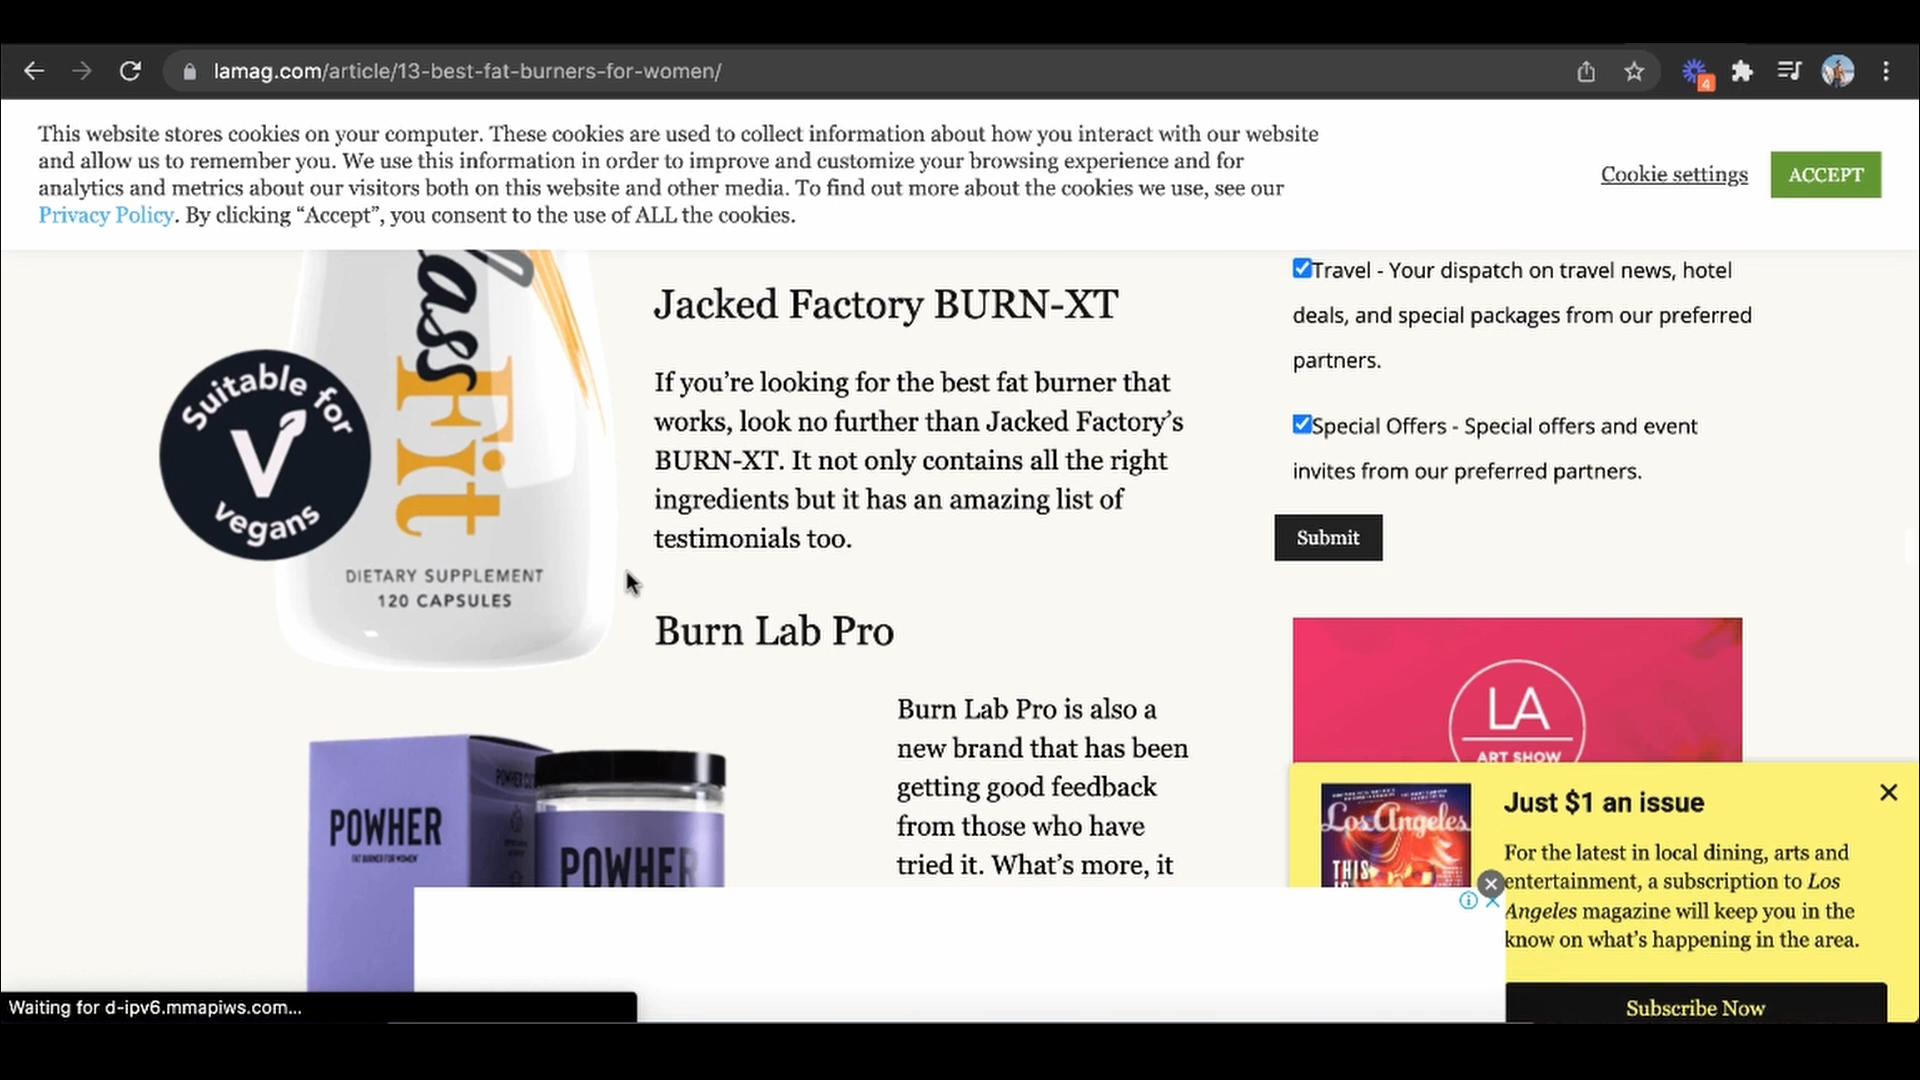 lamag.com/article/13-best-fat-burners-for-women/
4
This website stores cookies on your computer. These cookies are used to collect information about how you interact with our website
and allow us to remember you. We use this information in order to improve and customize your browsing experience and for
analytics and metrics about our visitors both on this website and other media. To find out more about the cookies we use, see our
Privacy Policy. By clicking “Accept”, you consent to the use of ALL the cookies.
Cookie settings
ACCEPT
Fit
Suitable for
V
vegans
DIETARY SUPPLEMENT
120 CAPSULES
Jacked Factory BURN-XT
If you’re looking for the best fat burner that
works, look no further than Jacked Factory’s
BURN-XT. It not only contains all the right
ingredients but it has an amazing list of
testimonials too.
Burn Lab Pro
Burn Lab Pro is also a
new brand that has been
getting good feedback
from those who have
tried it. What’s more, it
POWHER
FAT BURNER FOR WOMEN
POWHER
Travel - Your dispatch on travel news, hotel
deals, and special packages from our preferred
partners.
Special Offers - Special offers and event
invites from our preferred partners.
Submit
LA
ART SHOW
Los Angeles
THIS
Just $1 an issue
For the latest in local dining, arts and
entertainment, a subscription to Los
Angeles magazine will keep you in the
know on what’s happening in the area.
Subscribe Now
Waiting for d-ipv6.mmapiws.com...